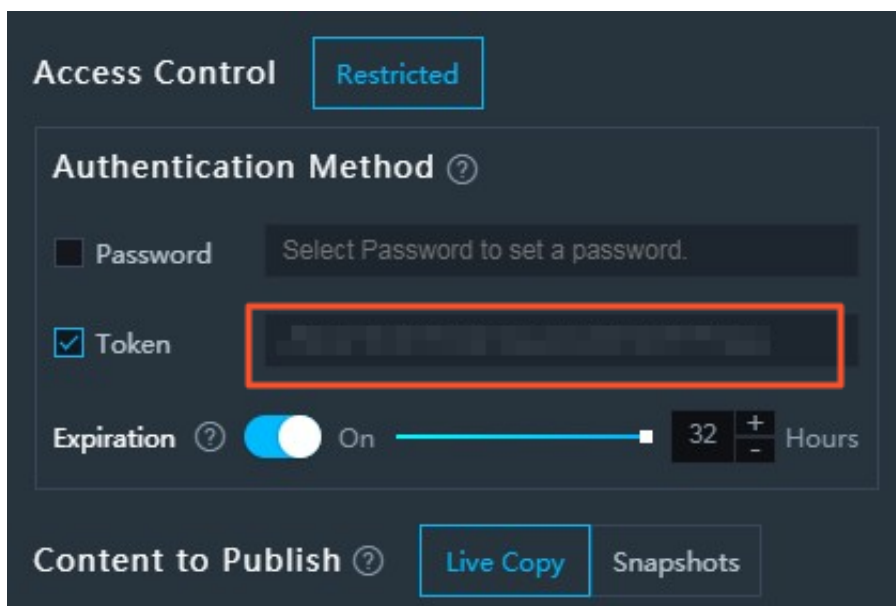 Access Control Restricted
Authentication Method ?
Password Select Password to set a password.
Token
Expiration ? On 32 + - Hours
Content to Publish ? Live Copy Snapshots